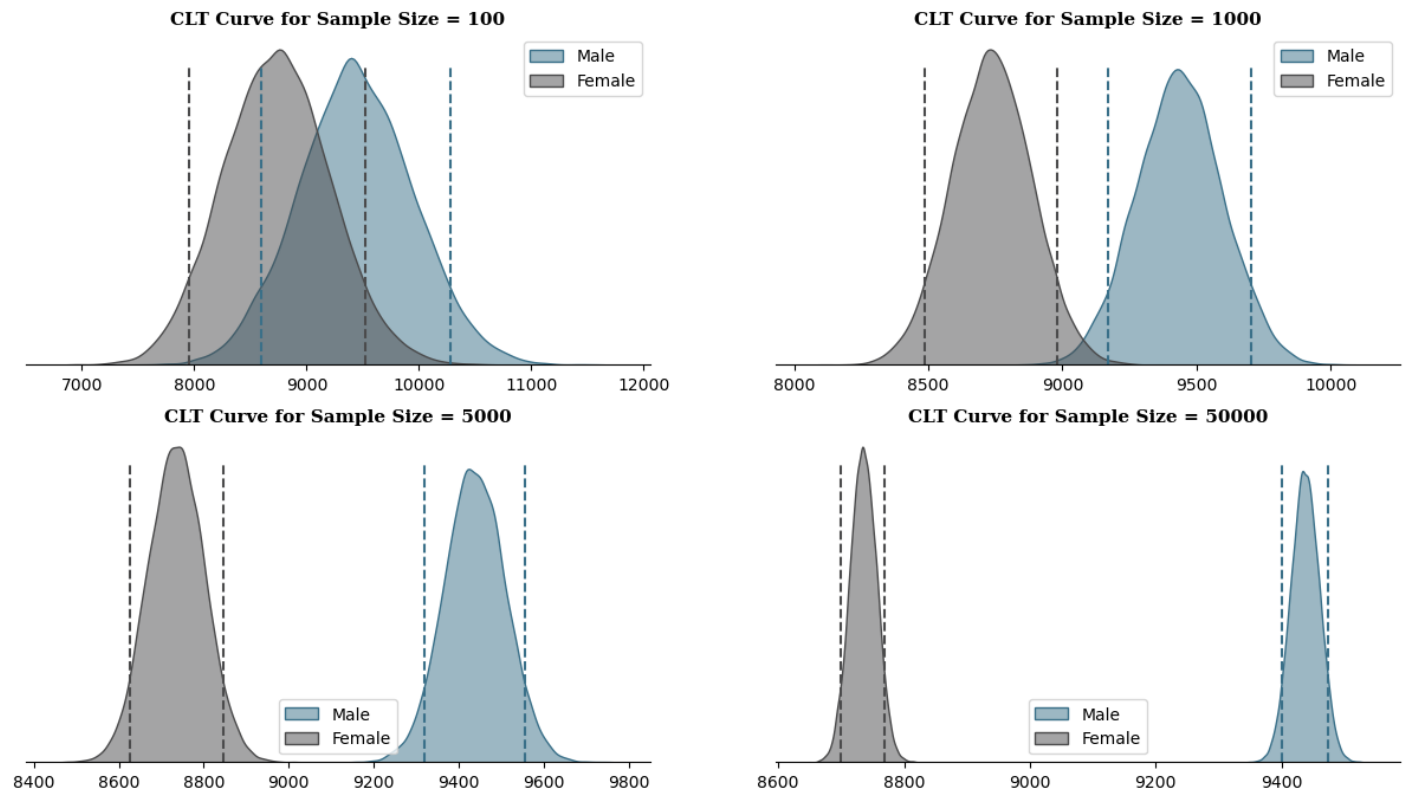 CLT Curve for Sample Size = 100
Male
Female
7000 8000 9000 10000 11000 12000
CLT Curve for Sample Size = 1000
Male
Female
8000 8500 9000 9500 10000
CLT Curve for Sample Size = 5000
Male
Female
8400 8600 8800 9000 9200 9400 9600 9800
CLT Curve for Sample Size = 50000
Male
Female
8600 8800 9000 9200 9400